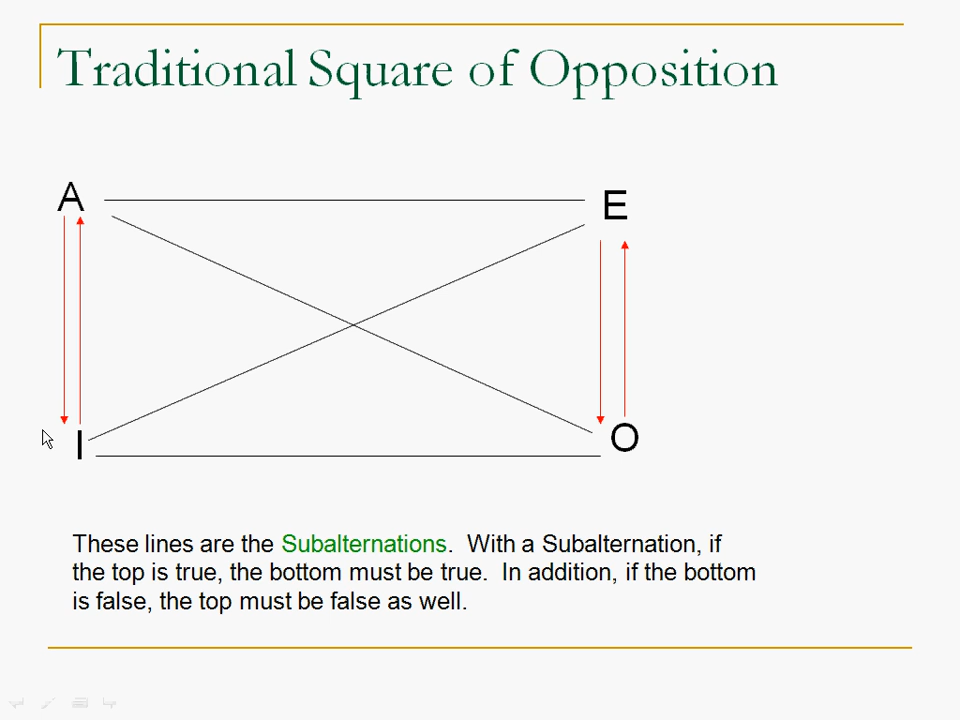 Traditional Square of Opposition
A
E
I
O
These lines are the Subalternations.  With a Subalternation, if
the top is true, the bottom must be true.  In addition, if the bottom
is false, the top must be false as well.